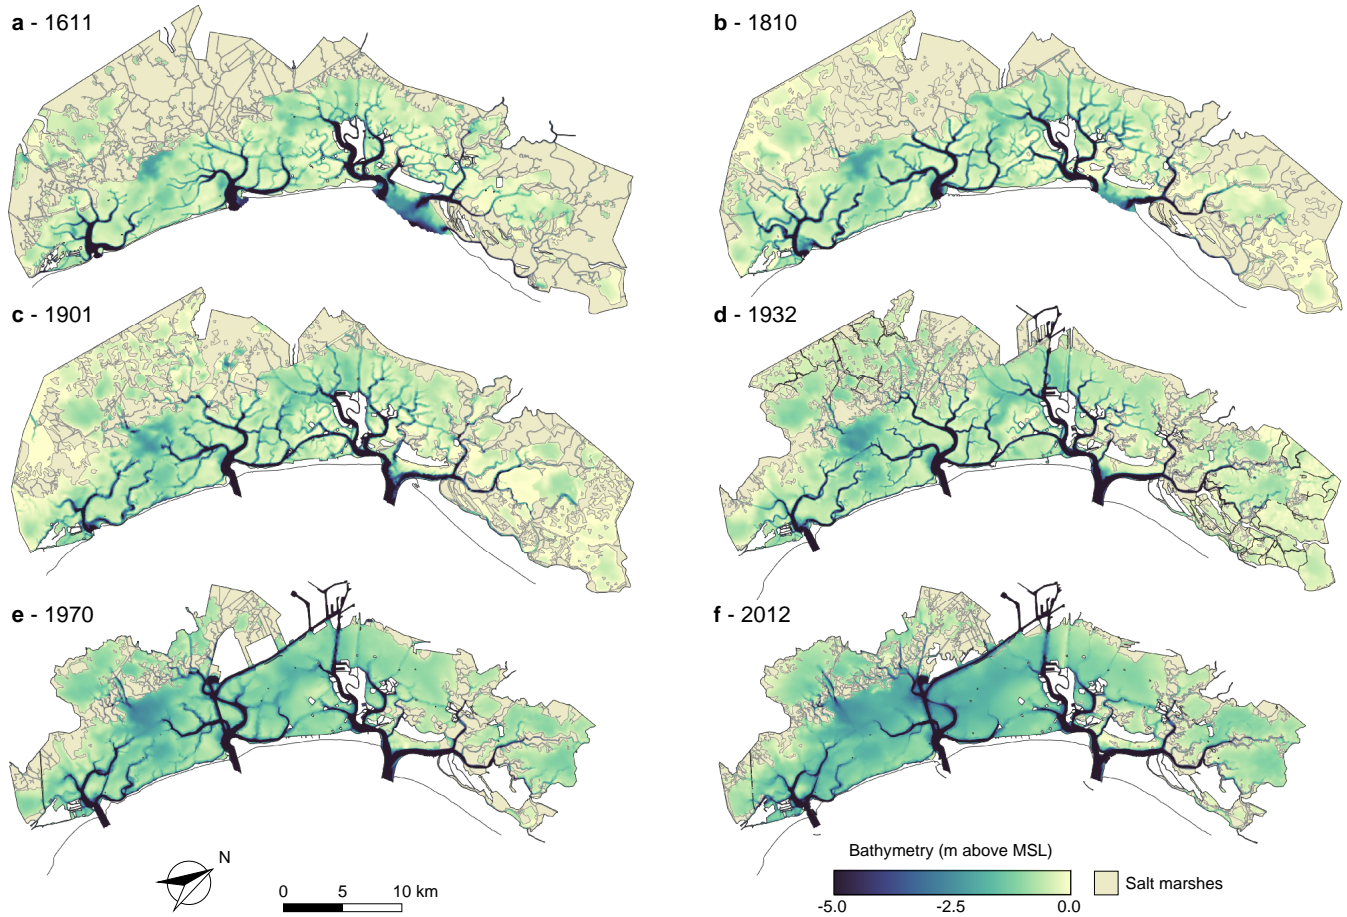 a - 1611
b - 1810
c - 1901
d - 1932
e - 1970
f - 2012
N
0 5 10 km
Bathymetry (m above MSL)
-5.0 -2.5 0.0
Salt marshes